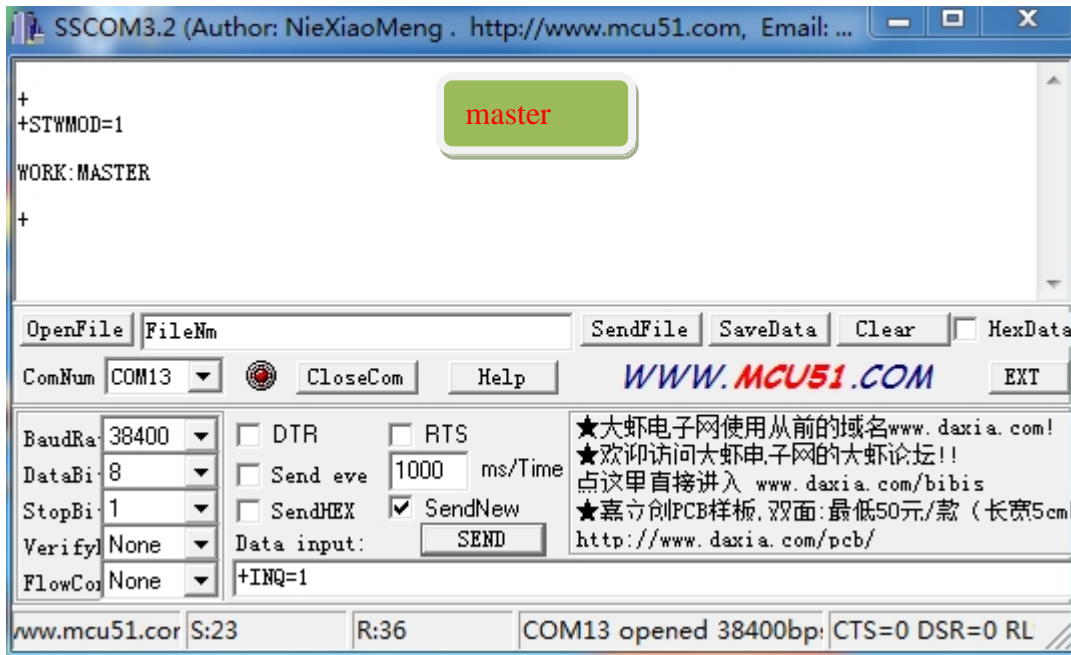 SSCOM3.2 (Author: NieXiaoMeng . http://www.mcu51.com, Email: ...
+
+STWMOD=1
WORK:MASTER
+
master
OpenFile FileNm SendFile SaveData Clear HexData
ComNum COM13 CloseCom Help WWW.MCU51.COM EXT
BaudRa 38400 DTR RTS
DataBi 8 Send eve 1000 ms/Time
StopBi 1 SendHEX SendNew
Verify None Data input: SEND
FlowCo None +INQ=1
★大虾电子网使用从前的域名www.daxia.com!
★欢迎访问大虾电子网的大虾论坛!!
点这里直接进入 www.daxia.com/bibis
★嘉立创PCB样板,双面:最低50元/款（长宽5cm
http://www.daxia.com/pcb/
www.mcu51.cor S:23 R:36 COM13 opened 38400bp CTS=0 DSR=0 RL